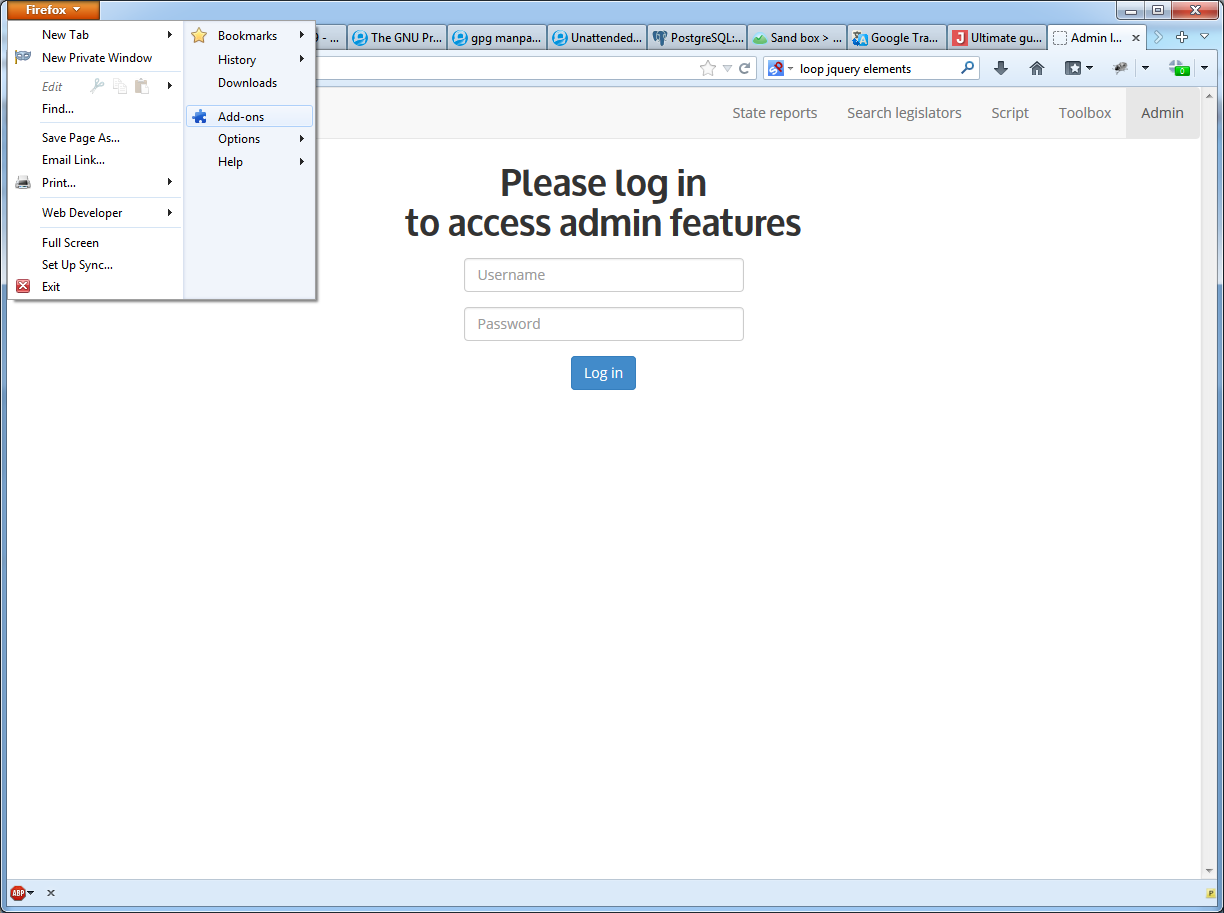 Firefox
New Tab
New Private Window
Edit
Find...
Save Page As...
Email Link...
Print...
Web Developer
Full Screen
Set Up Sync...
Exit
Bookmarks
History
Downloads
Add-ons
Options
Help
9 - ...
The GNU Pr...
gpg manpa...
Unattended...
PostgreSQL:...
Sand box > ...
Google Tra...
Ultimate gu...
Admin l...
loop jquery elements
0
State reports
Search legislators
Script
Toolbox
Admin
Please log in
to access admin features
Username
Password
Log in
ABP
P